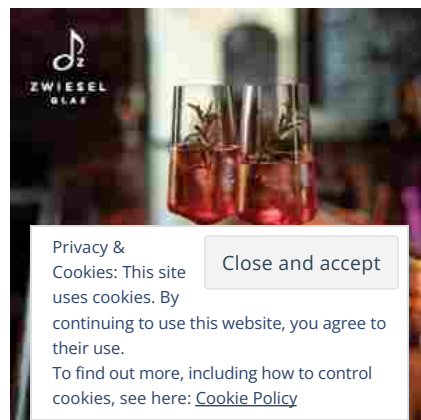 ZWIESEL
GLAS
Privacy &
Cookies: This site
uses cookies. By
continuing to use this website, you agree to
their use.
To find out more, including how to control
cookies, see here: Cookie Policy
Close and accept